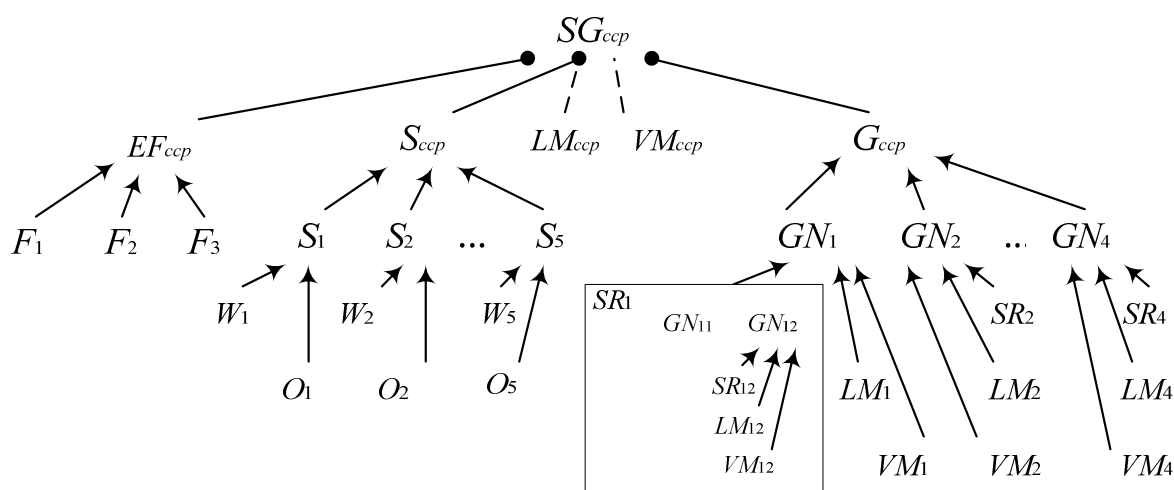 SGccp
EFccp Sccp LMccp VMccp Gccp
F1 F2 F3 S1 S2 ... S5 GN1 GN2 ... GN4
W1 W2 W5 SR1 GN11 GN12 SR2 SR4
O1 O2 O5 SR12 LM1 LM2 LM4
LM12
VM12 VM1 VM2 VM4